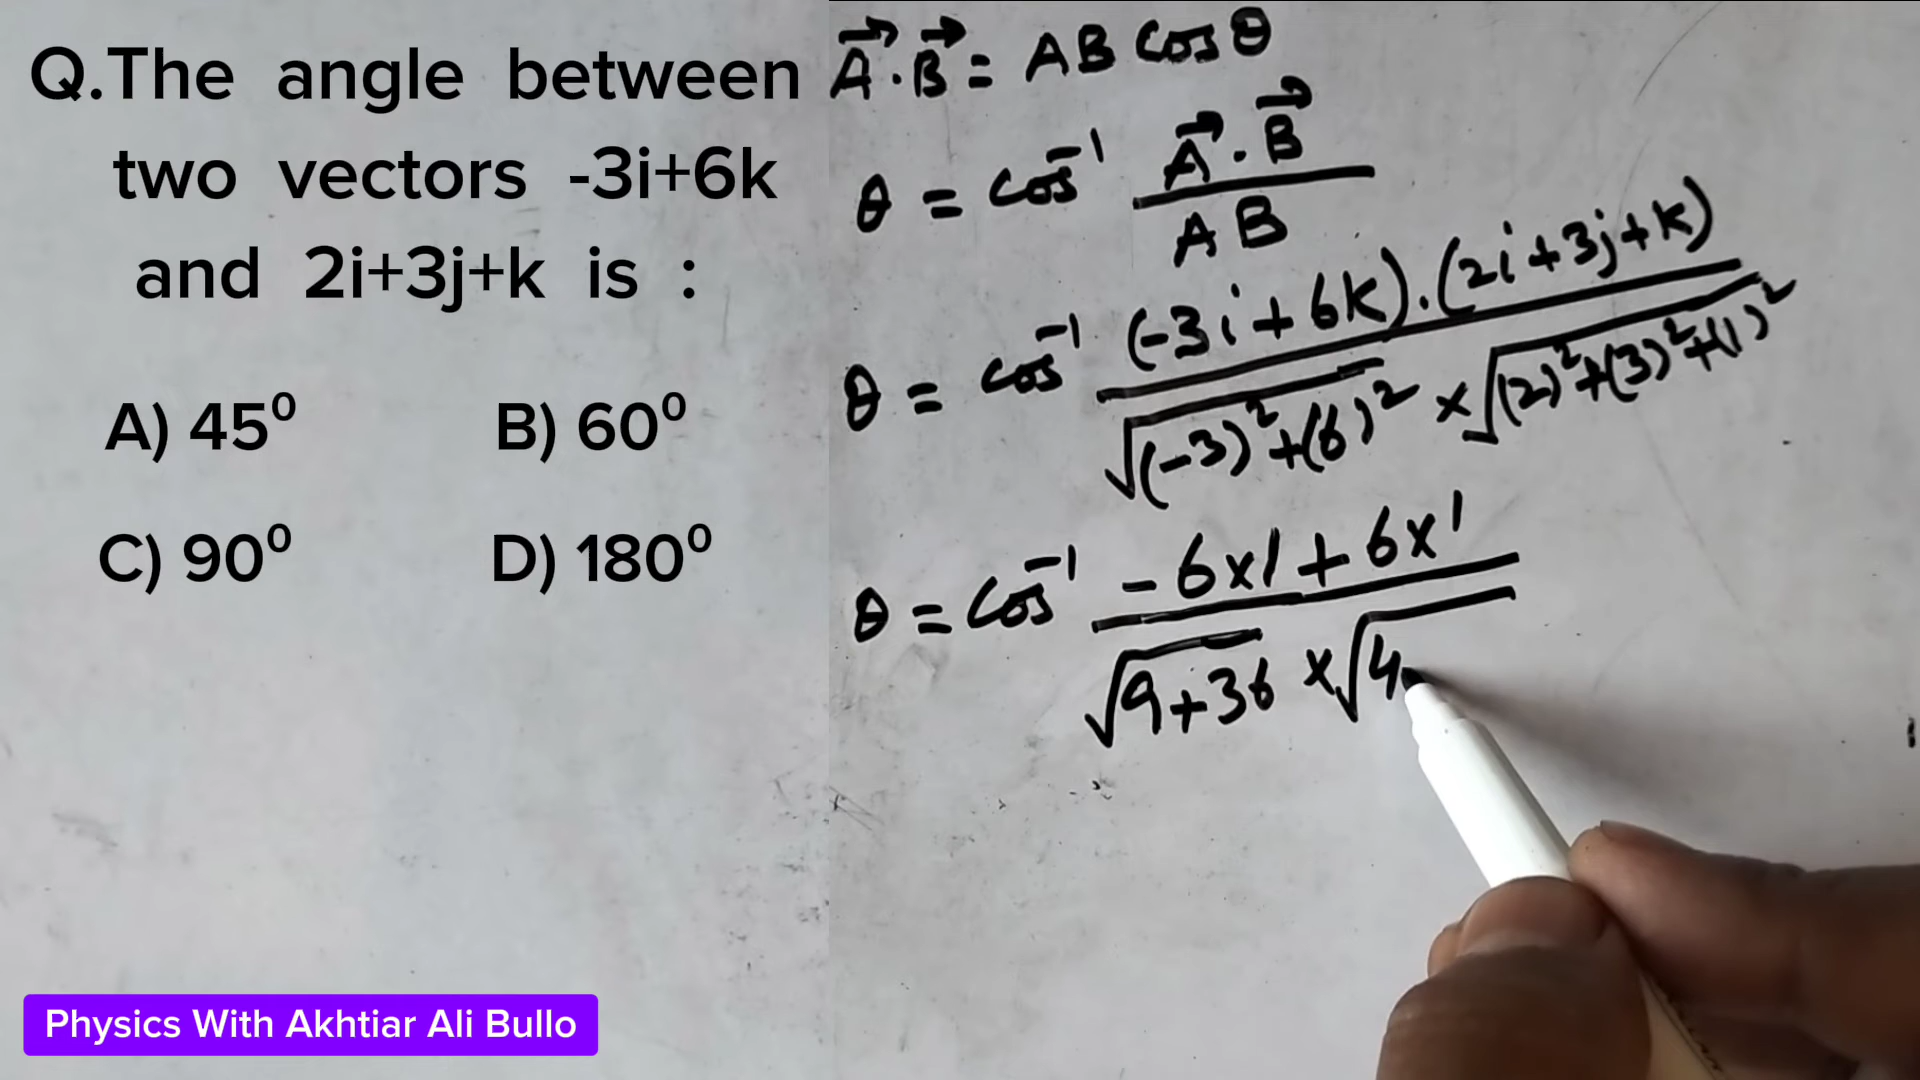 Q.The angle between
two vectors -3i+6k
and 2i+3j+k is :
A) 45⁰ B) 60⁰
C) 90⁰ D) 180⁰
Physics With Akhtiar Ali Bullo
A⃗ . B⃗ = AB cos θ
θ = cos⁻¹ A⃗ . B⃗ / AB
θ = cos⁻¹ (-3i + 6k) . (2i + 3j + k) / √(-3)² + (6)² × √(2)² + (3)² + (1)²
θ = cos⁻¹ - 6×1 + 6×1 / √9+36 × √4